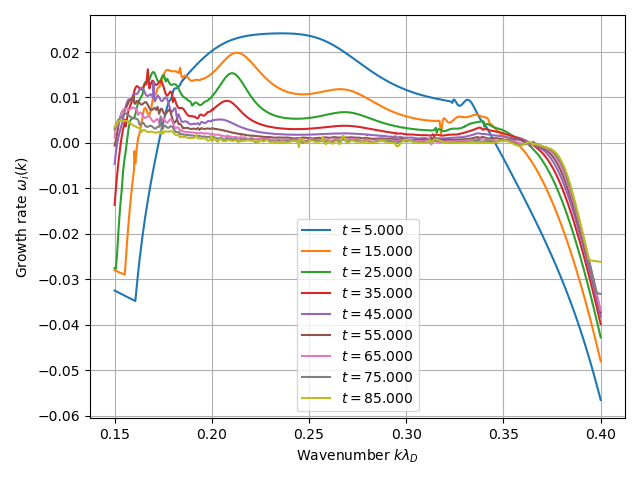 0.02
0.01
0.00
−0.01
−0.02
−0.03
−0.04
−0.05
−0.06
Growth rate ωᵢ(k)
t = 5.000
t = 15.000
t = 25.000
t = 35.000
t = 45.000
t = 55.000
t = 65.000
t = 75.000
t = 85.000
0.15 0.20 0.25 0.30 0.35 0.40
Wavenumber kλ_D